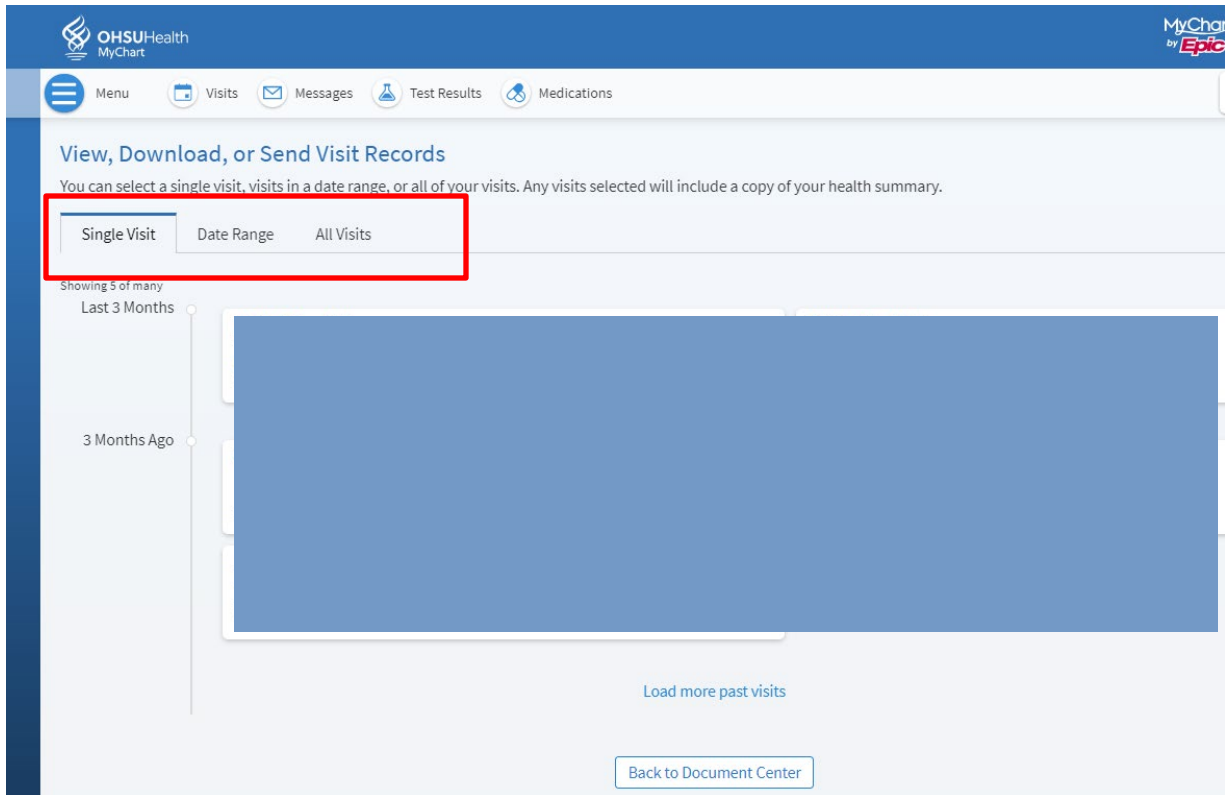 OHSUHealth
MyChart
MyChar
by Epic
Menu Visits Messages Test Results Medications
View, Download, or Send Visit Records
You can select a single visit, visits in a date range, or all of your visits. Any visits selected will include a copy of your health summary.
Single Visit Date Range All Visits
Showing 5 of many
Last 3 Months
3 Months Ago
Load more past visits
Back to Document Center